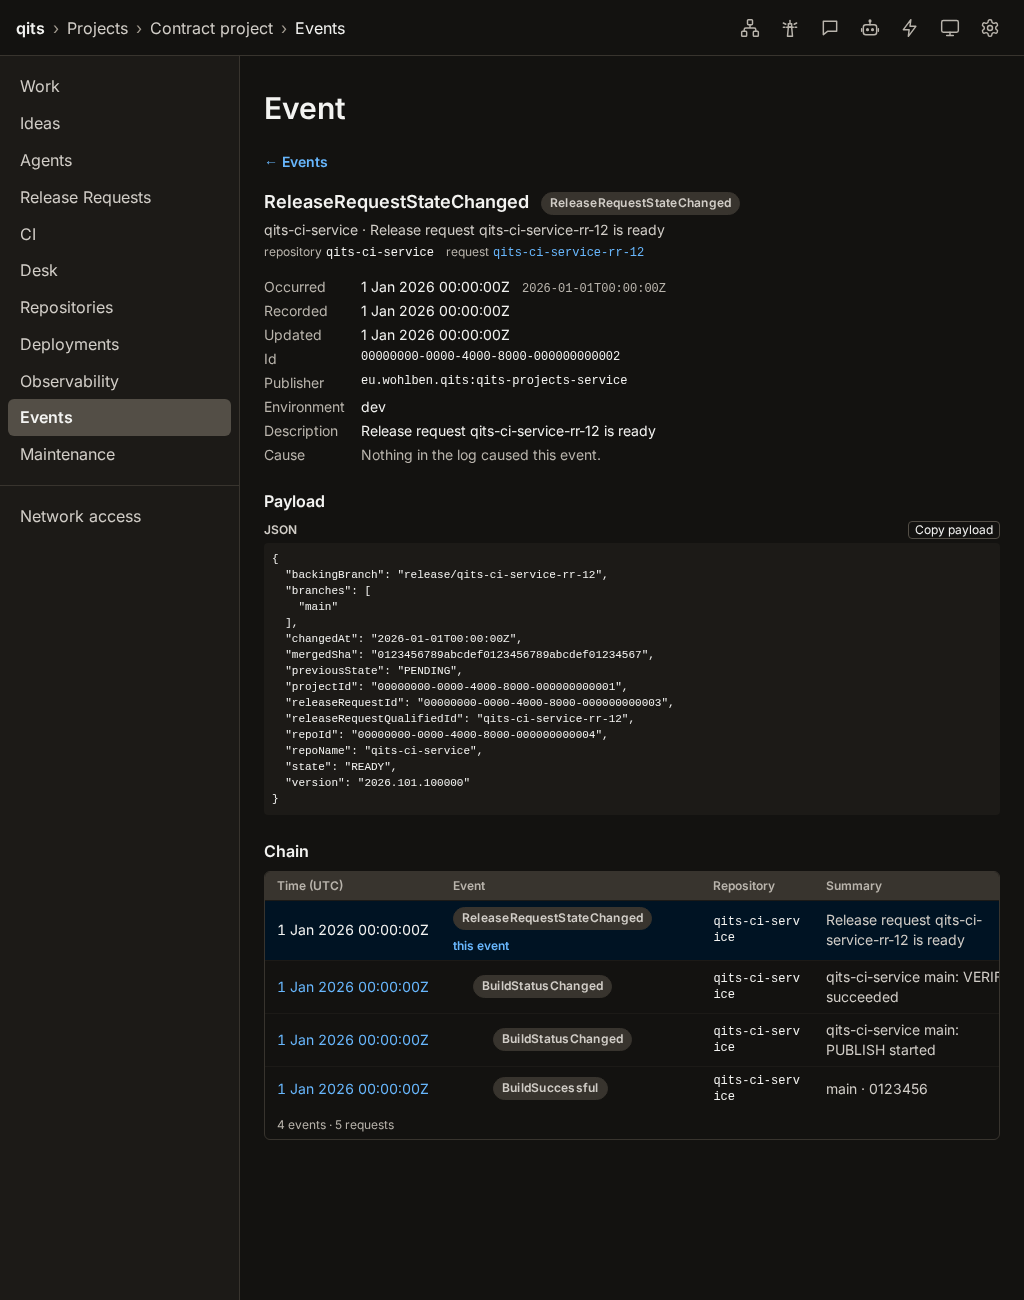 qits › Projects › Contract project › Events
Work
Ideas
Agents
Release Requests
CI
Desk
Repositories
Deployments
Observability
Events
Maintenance
Network access
Event
← Events
ReleaseRequestStateChanged ReleaseRequestStateChanged
qits-ci-service · Release request qits-ci-service-rr-12 is ready
repository qits-ci-service request qits-ci-service-rr-12
Occurred 1 Jan 2026 00:00:00Z 2026-01-01T00:00:00Z
Recorded 1 Jan 2026 00:00:00Z
Updated 1 Jan 2026 00:00:00Z
Id 00000000-0000-4000-8000-000000000002
Publisher eu.wohlben.qits:qits-projects-service
Environment dev
Description Release request qits-ci-service-rr-12 is ready
Cause Nothing in the log caused this event.
Payload
JSON Copy payload
{
  "backingBranch": "release/qits-ci-service-rr-12",
  "branches": [
    "main"
  ],
  "changedAt": "2026-01-01T00:00:00Z",
  "mergedSha": "0123456789abcdef0123456789abcdef01234567",
  "previousState": "PENDING",
  "projectId": "00000000-0000-4000-8000-000000000001",
  "releaseRequestId": "00000000-0000-4000-8000-000000000003",
  "releaseRequestQualifiedId": "qits-ci-service-rr-12",
  "repoId": "00000000-0000-4000-8000-000000000004",
  "repoName": "qits-ci-service",
  "state": "READY",
  "version": "2026.101.100000"
}
Chain
Time (UTC) Event Repository Summary
1 Jan 2026 00:00:00Z ReleaseRequestStateChanged
this event
qits-ci-serv
ice
Release request qits-ci-
service-rr-12 is ready
1 Jan 2026 00:00:00Z BuildStatusChanged
qits-ci-serv
ice
qits-ci-service main:
succeeded
1 Jan 2026 00:00:00Z BuildStatusChanged
qits-ci-serv
ice
qits-ci-service main:
PUBLISH started
1 Jan 2026 00:00:00Z BuildSuccessful
qits-ci-serv
ice
main · 0123456
4 events · 5 requests